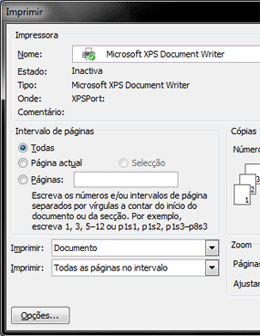 Imprimir
Impressora
Nome: Microsoft XPS Document Writer
Estado: Inactiva
Tipo: Microsoft XPS Document Writer
Onde: XPSPort:
Comentário:
Intervalo de páginas
Todas
Página actual Selecção
Páginas:
Escreva os números e/ou intervalos de página
separados por vírgulas a contar do início do
documento ou da secção. Por exemplo,
escreva 1, 3, 5–12 ou p1s1, p1s2, p1s3–p8s3
Cópias
Número
1
Imprimir: Documento
Imprimir: Todas as páginas no intervalo
Zoom
Páginas
Ajustar
Opções...